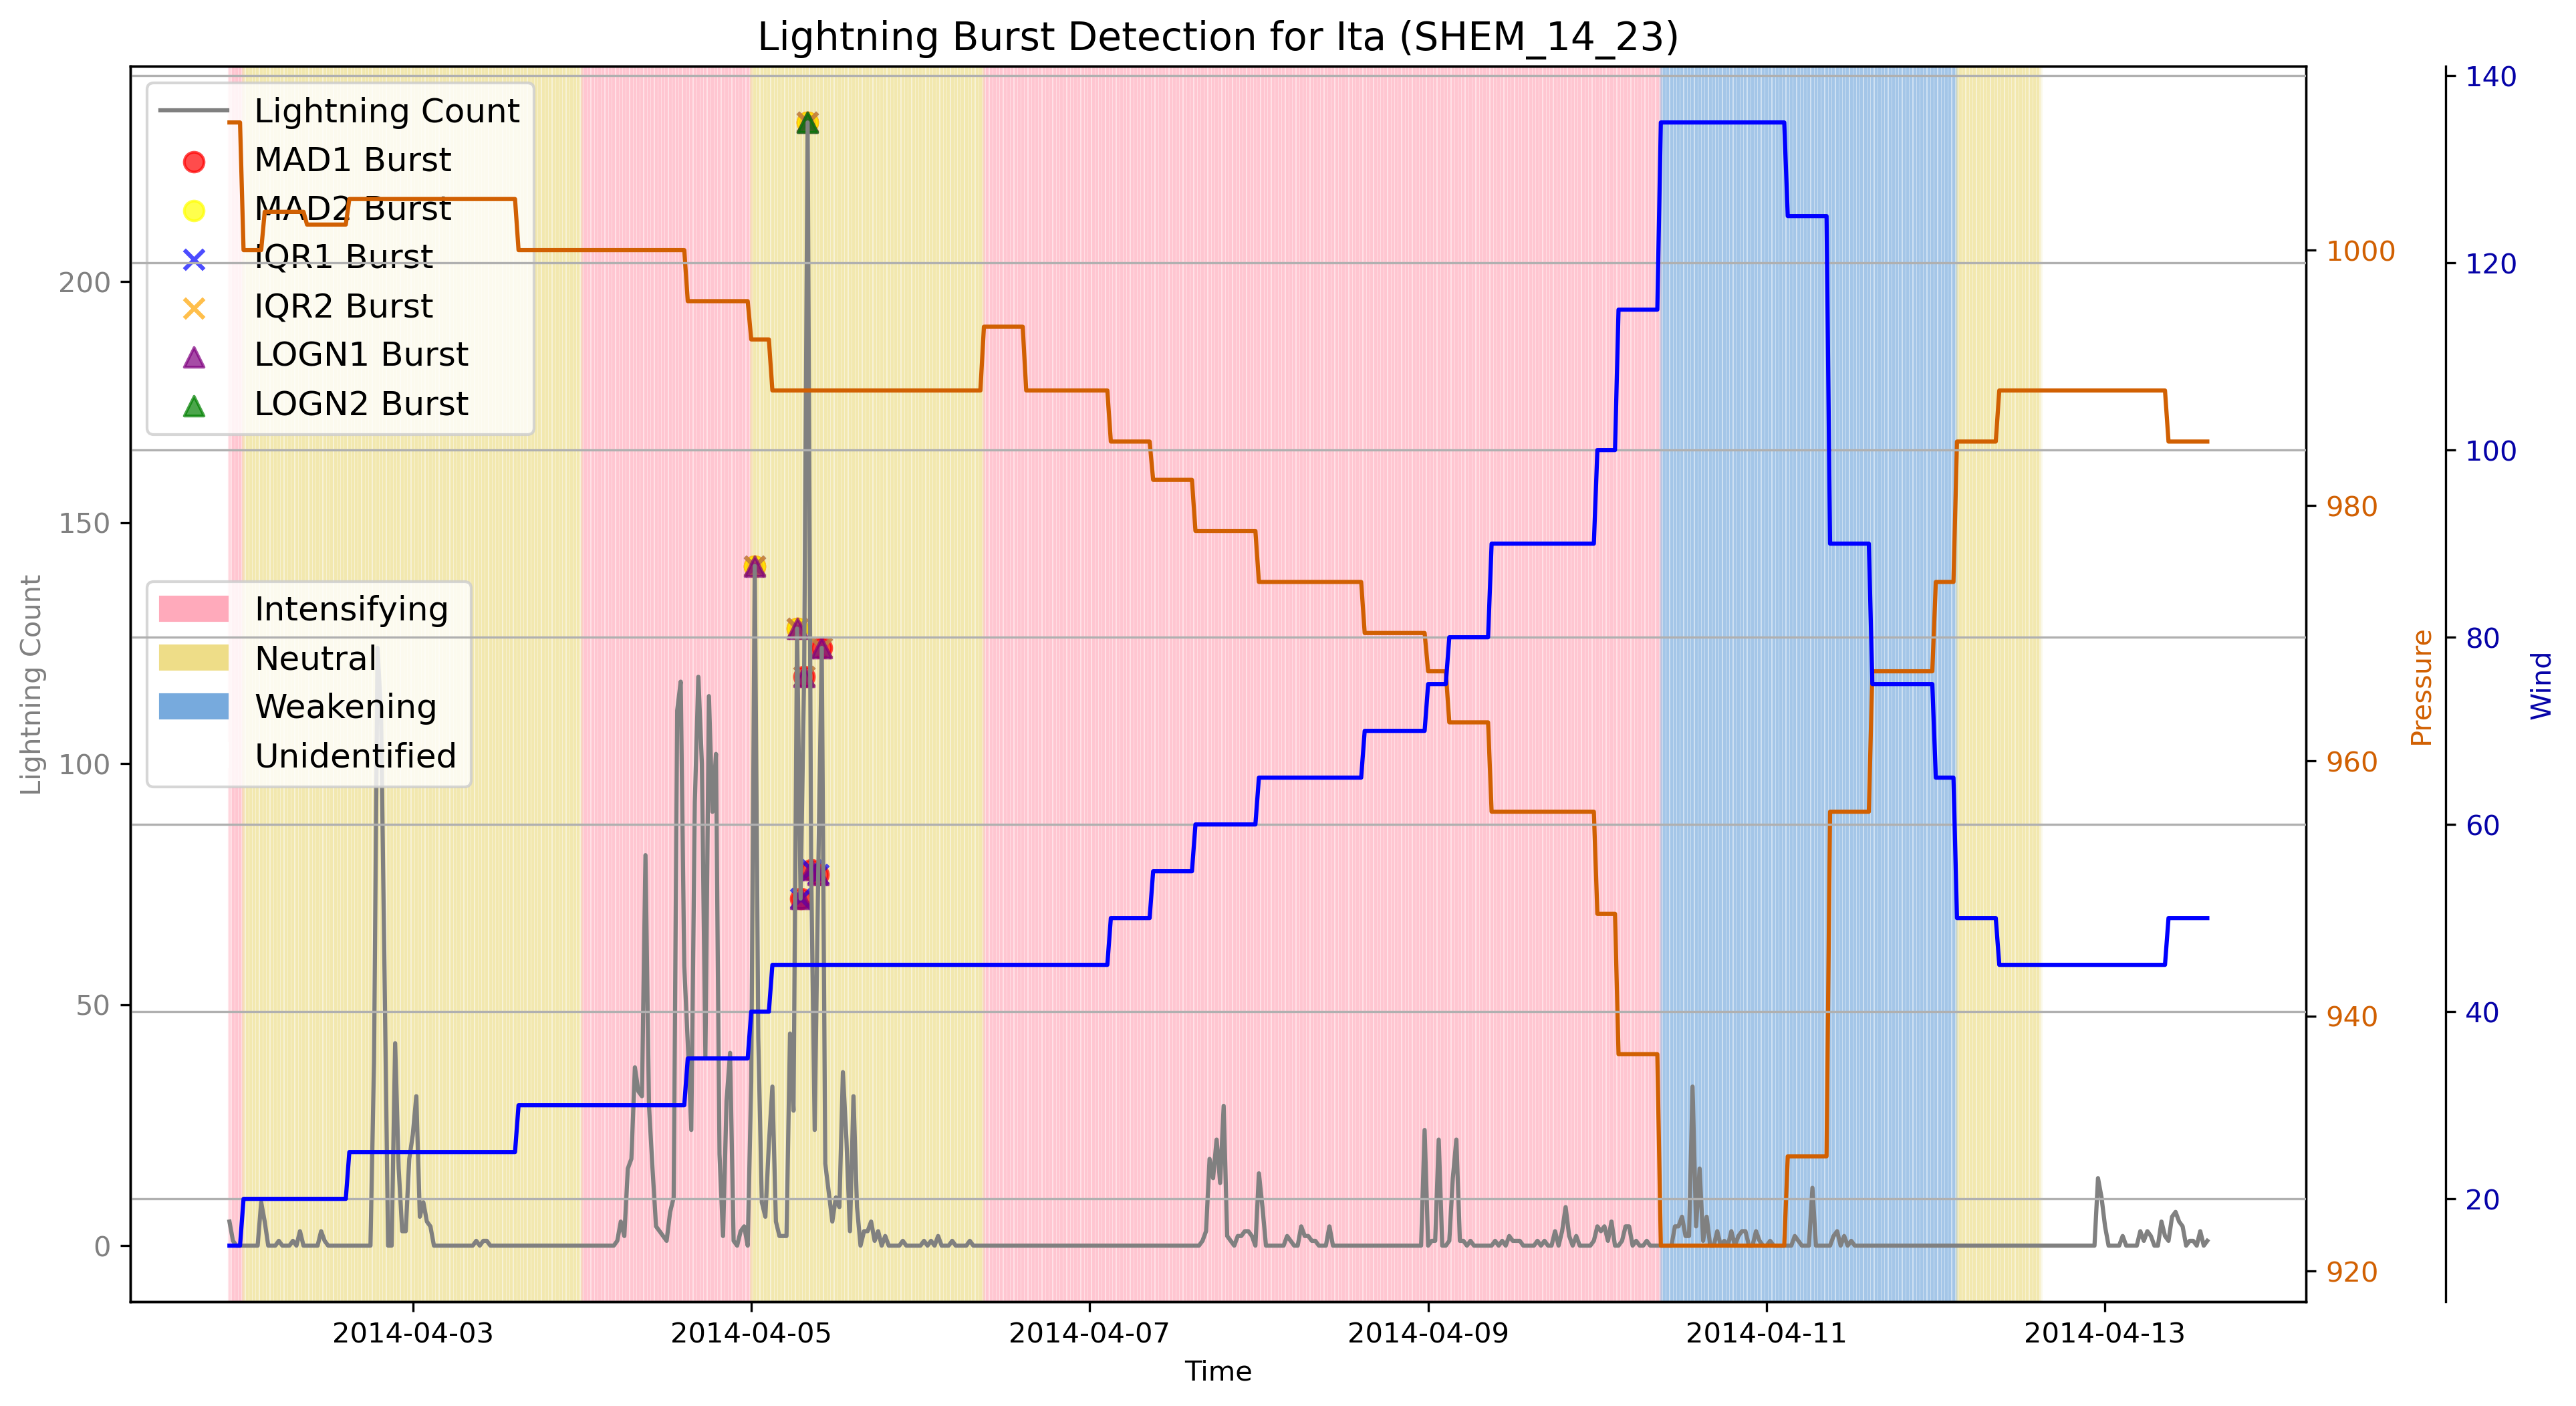 Lightning Burst Detection for Ita (SHEM_14_23)
Lightning Count
MAD1 Burst
MAD2 Burst
IQR1 Burst
IQR2 Burst
LOGN1 Burst
LOGN2 Burst
Intensifying
Neutral
Weakening
Unidentified
Lightning Count
200
150
100
50
0
1000
980
960
940
920
Pressure
140
120
100
80
60
40
20
Wind
2014-04-03
2014-04-05
2014-04-07
2014-04-09
2014-04-11
2014-04-13
Time